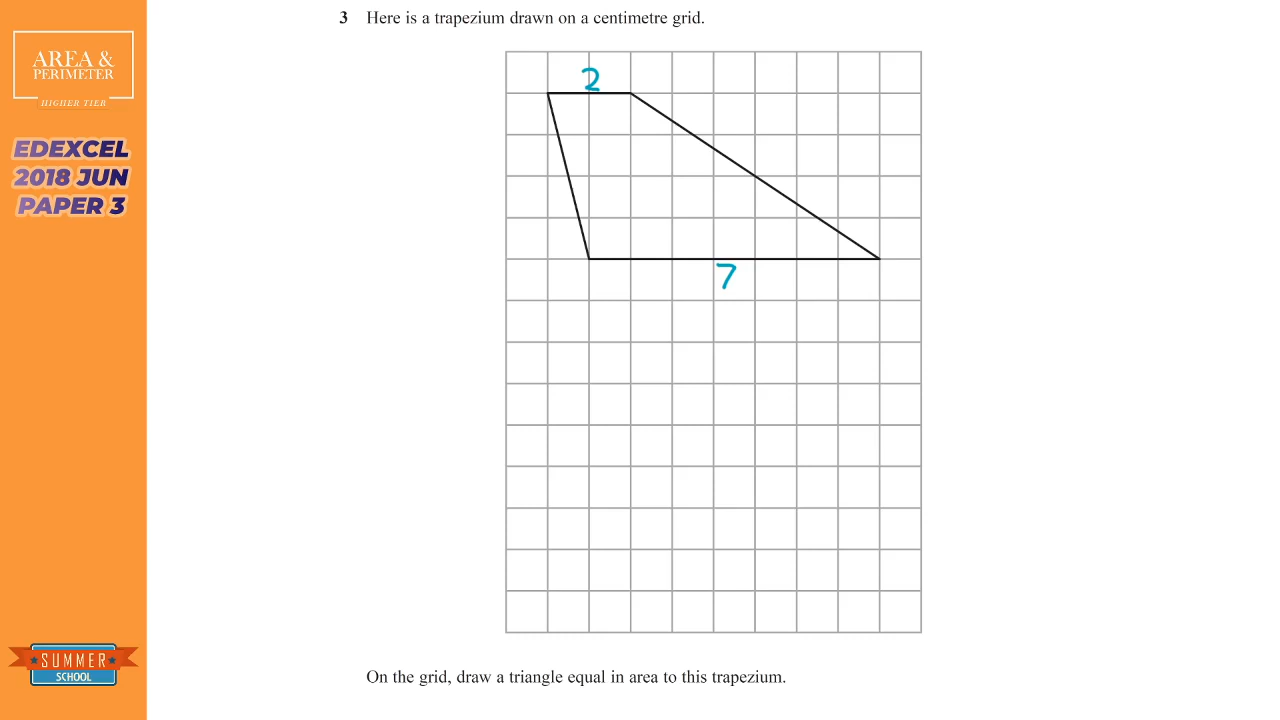 3 Here is a trapezium drawn on a centimetre grid.
AREA &
PERIMETER
HIGHER TIER
EDEXCEL
2018 JUN
PAPER 3
2
7
SUMMER
SCHOOL
On the grid, draw a triangle equal in area to this trapezium.